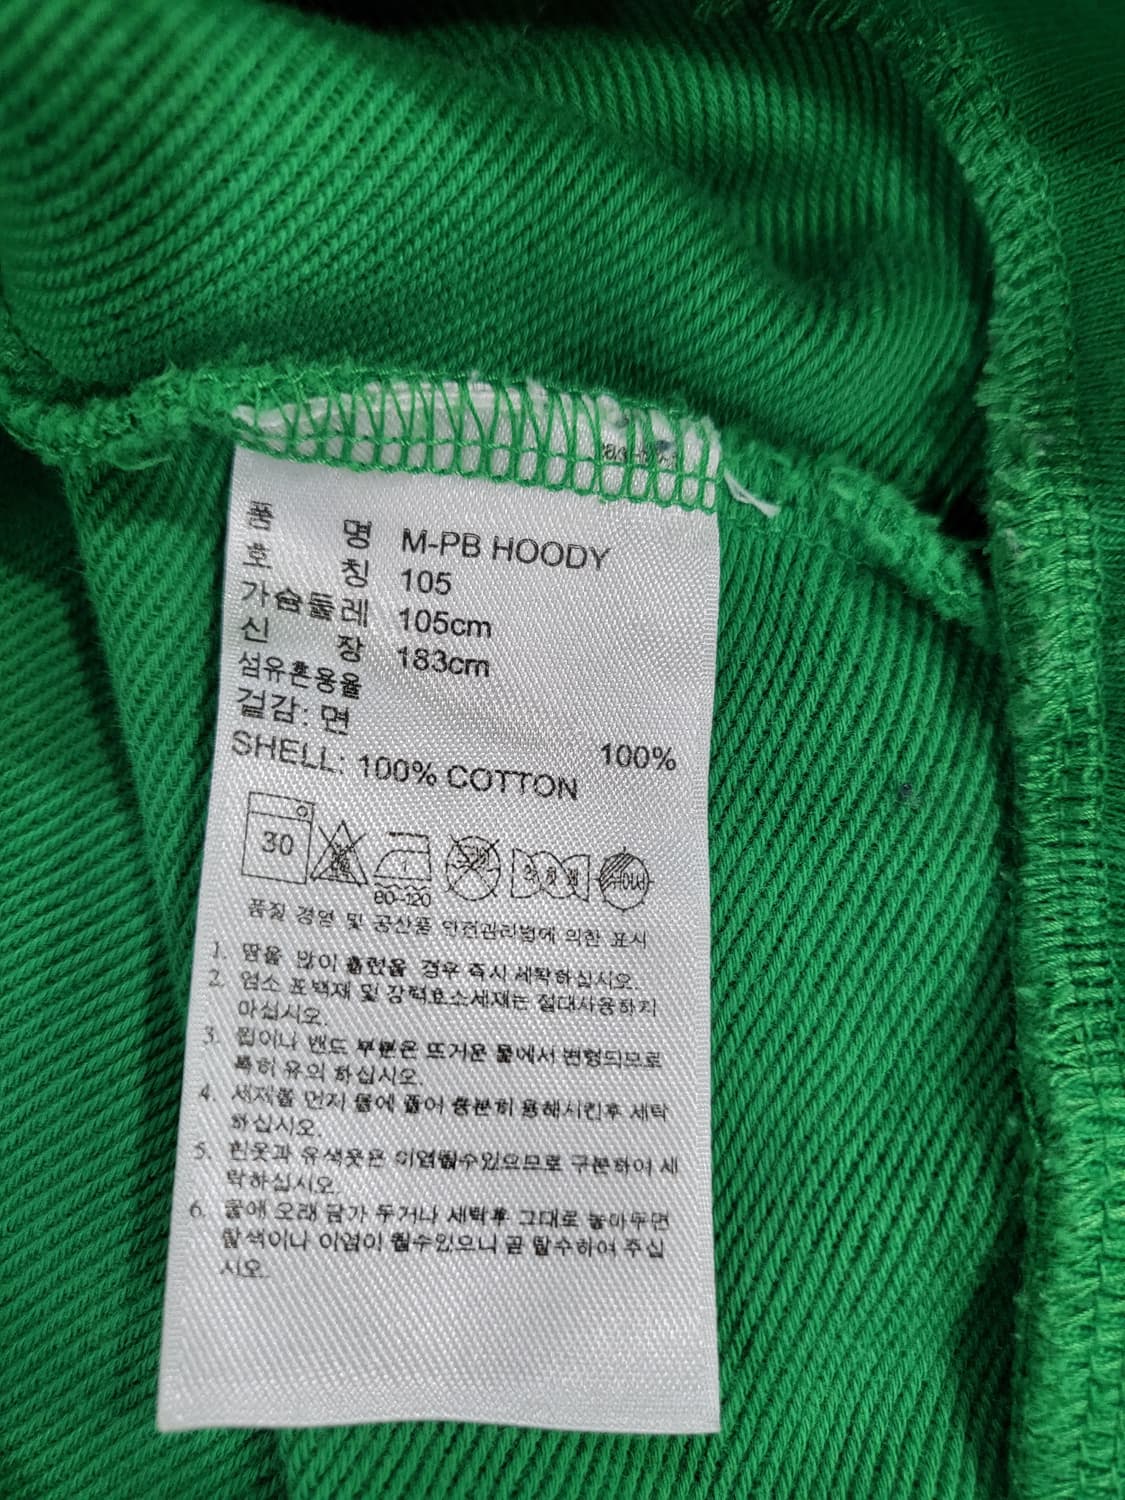 품 명 M-PB HOODY
호 칭 105
가슴둘레 105cm
신 장 183cm
섬유혼용율
겉감: 면 100%
SHELL: 100% COTTON
30
80~120
품질 경영 및 공산품 안전관리법에 의한 표시
1. 땀을 많이 흘렸을 경우 즉시 세탁하십시오.
2. 염소 표백제 및 강력효소세제는 절대사용하지
마십시오.
3. 립이나 밴드 부분은 뜨거운 물에서 변형되므로
특히 유의 하십시오.
4. 세제를 먼저 물에 풀어 충분히 용해시킨후 세탁
하십시오.
5. 흰옷과 유색옷은 이염될수있으므로 구분하여 세
탁하십시오.
6. 물에 오래 담가 두거나 세탁후 그대로 놓아두면
탈색이나 이염이 될수있으니 곧 탈수하여 주십
시오.